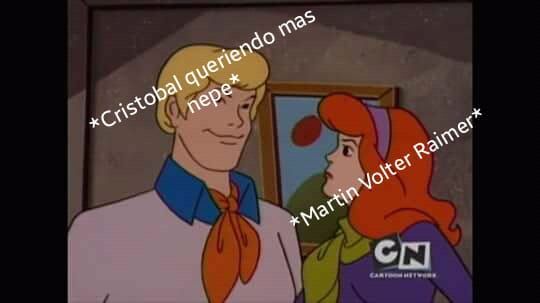 *Cristobal queriendo mas
nepe*
*Martin Volter Raimer*
CN
CARTOON NETWORK